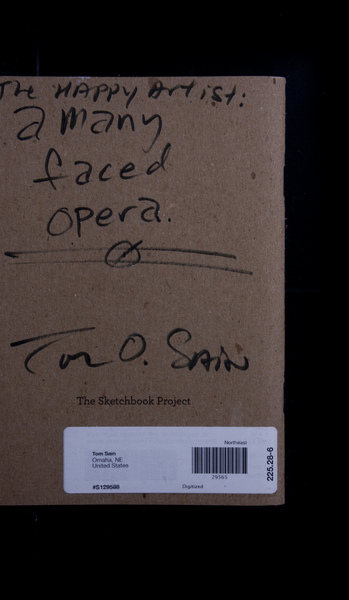 The HAPPY Artist:
a many
faced
opera.
Tom O. SAIN
The Sketchbook Project
Northeast
Tom Sain
Omaha, NE
United States
29565
225.28-6
#S129568
Digitized